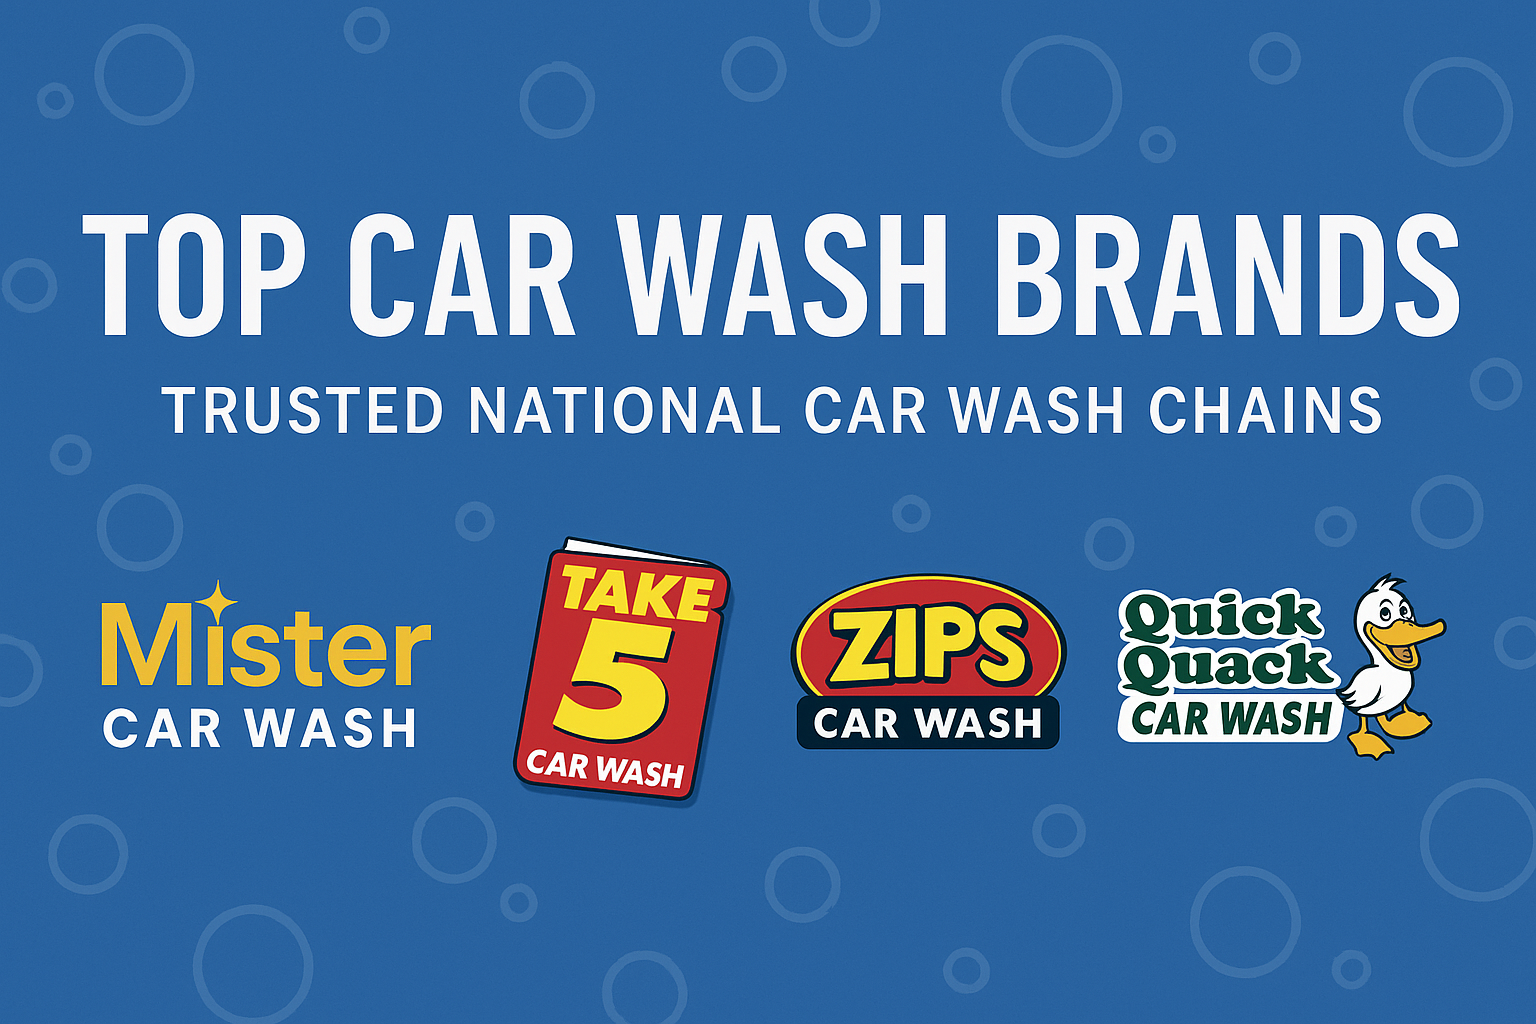 TOP CAR WASH BRANDS
TRUSTED NATIONAL CAR WASH CHAINS
Mister
CAR WASH
TAKE
5
CAR WASH
ZIPS
CAR WASH
Quick
Quack
CAR WASH